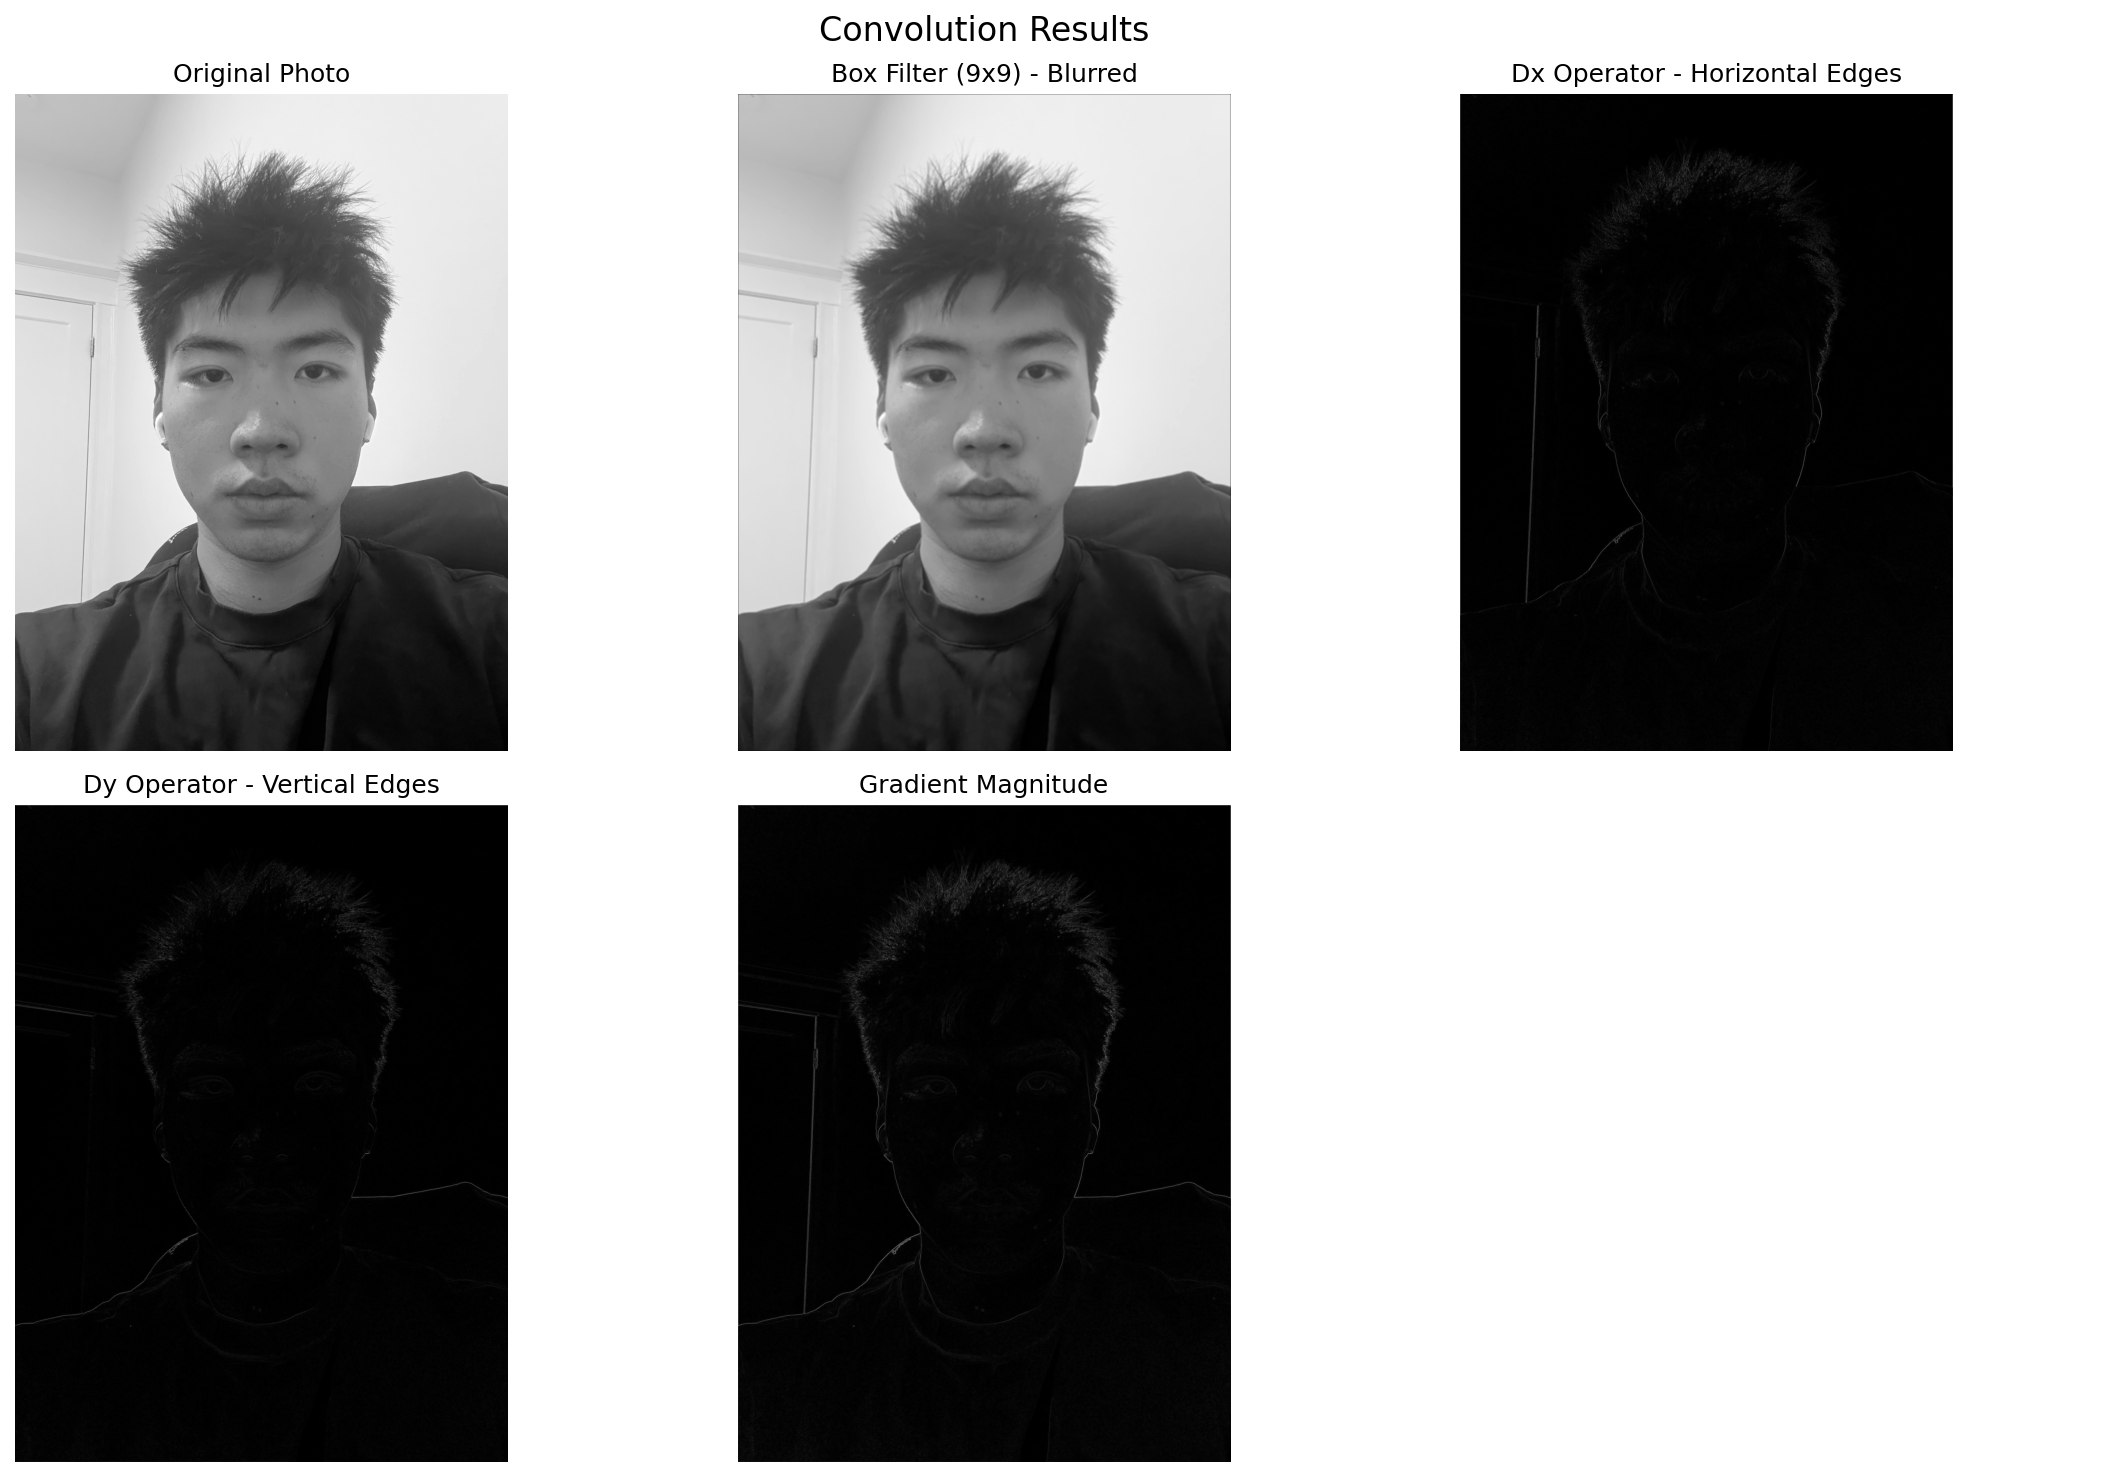 Convolution Results
Original Photo
Box Filter (9x9) - Blurred
Dx Operator - Horizontal Edges
Dy Operator - Vertical Edges
Gradient Magnitude